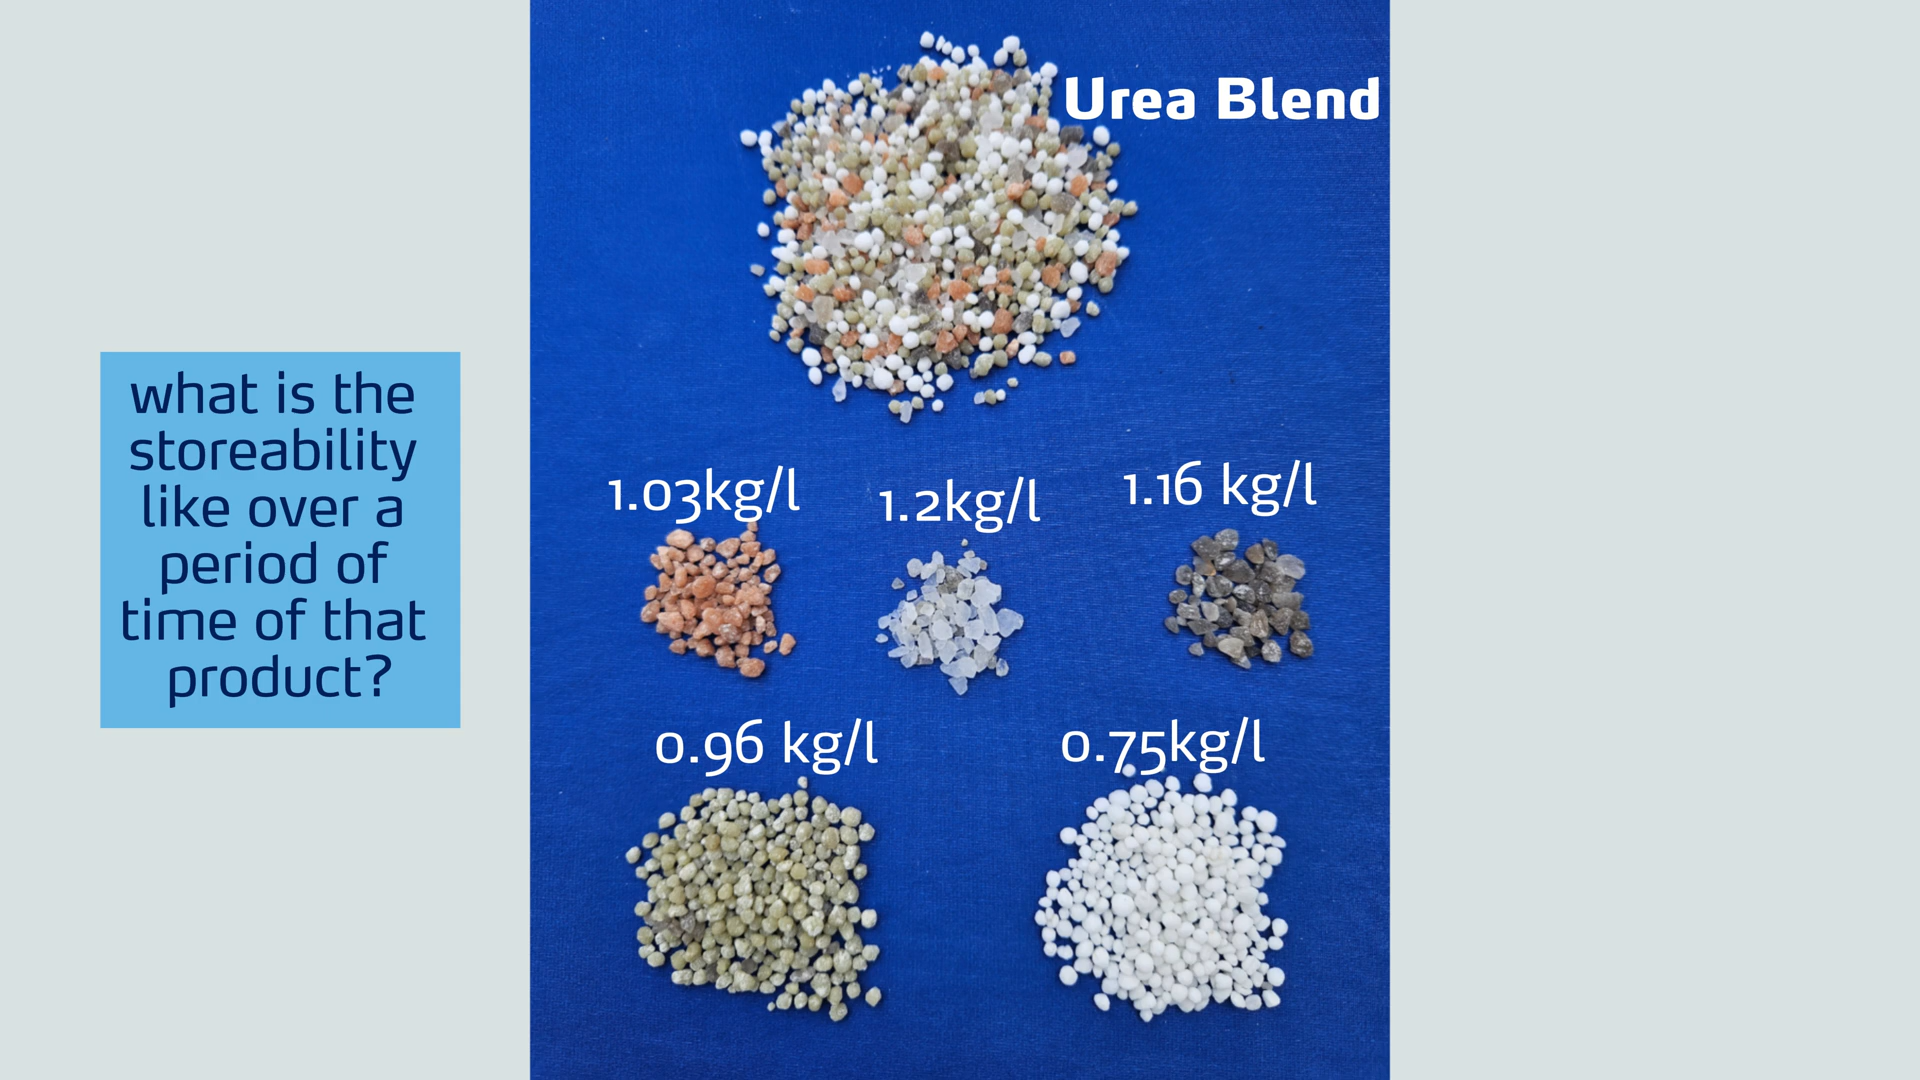 Urea Blend
what is the
storeability
like over a
period of
time of that
product?
1.03kg/l
1.2kg/l
1.16 kg/l
0.96 kg/l
0.75kg/l